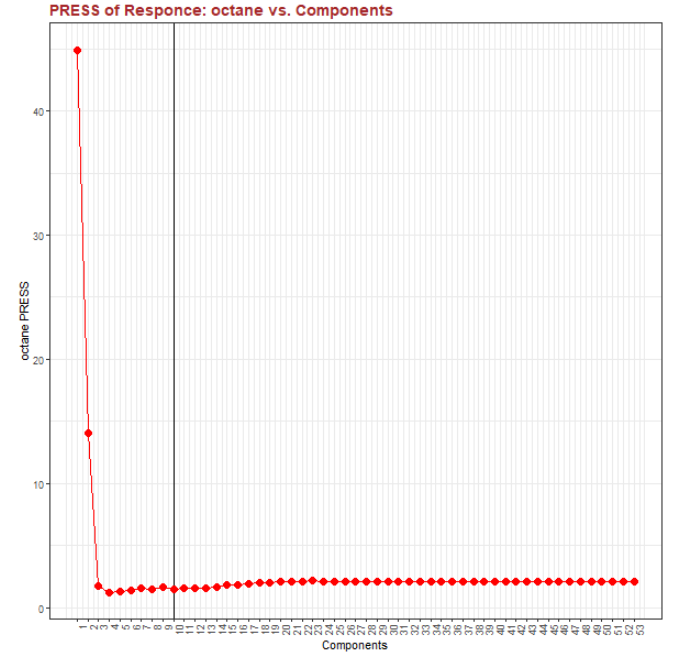 PRESS of Responce: octane vs. Components
octane PRESS
40
30
20
10
0
1 2 3 4 5 6 7 8 9 10 11 12 13 14 15 16 17 18 19 20 21 22 23 24 25 26 27 28 29 30 31 32 33 34 35 36 37 38 39 40 41 42 43 44 45 46 47 48 49 50 51 52 53
Components